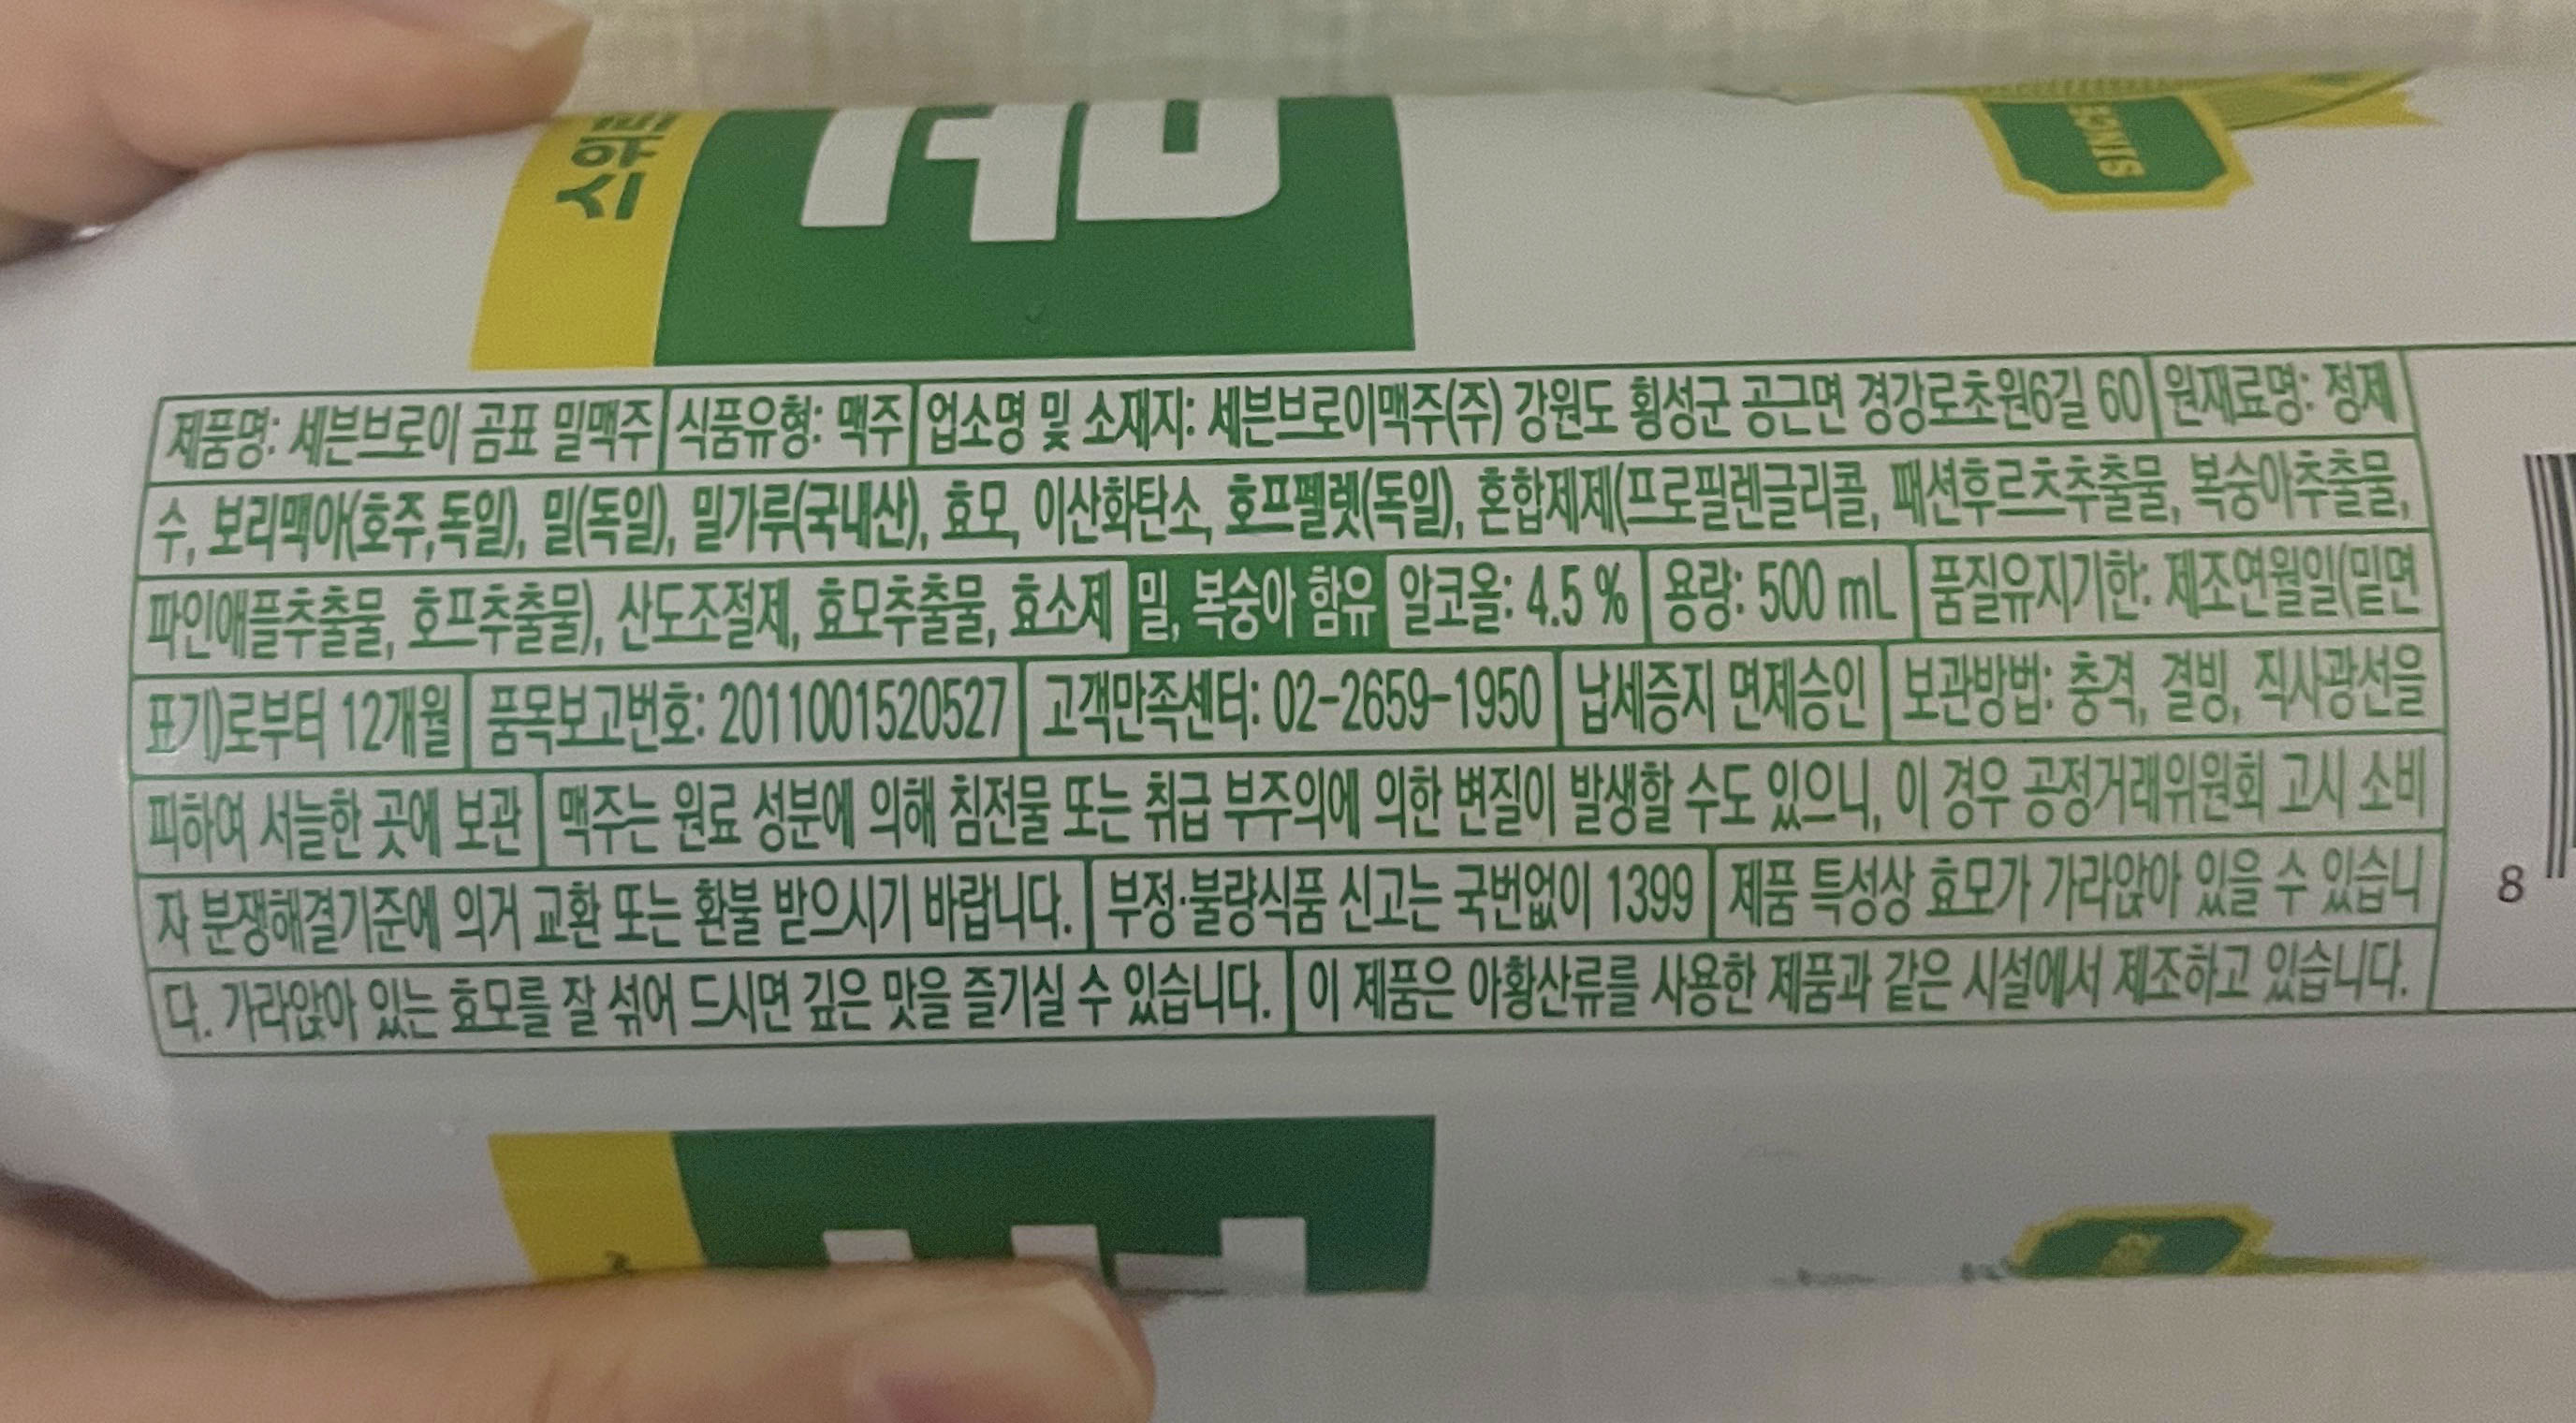 스위트
곰
제품명: 세븐브로이 곰표 밀맥주 식품유형: 맥주 업소명 및 소재지: 세븐브로이맥주(주) 강원도 횡성군 공근면 경강로초원6길 60 원재료명: 정제
수, 보리맥아(호주,독일), 밀(독일), 밀가루(국내산), 효모, 이산화탄소, 호프펠렛(독일), 혼합제제(프로필렌글리콜, 패션후르츠추출물, 복숭아추출물,
파인애플추출물, 호프추출물), 산도조절제, 효모추출물, 효소제 밀, 복숭아 함유 알코올: 4.5 % 용량: 500 mL 품질유지기한: 제조연월일(밑면
표기)로부터 12개월 품목보고번호: 2011001520527 고객만족센터: 02-2659-1950 납세증지 면제승인 보관방법: 충격, 결빙, 직사광선을
피하여 서늘한 곳에 보관 맥주는 원료 성분에 의해 침전물 또는 취급 부주의에 의한 변질이 발생할 수도 있으니, 이 경우 공정거래위원회 고시 소비
자 분쟁해결기준에 의거 교환 또는 환불 받으시기 바랍니다. 부정·불량식품 신고는 국번없이 1399 제품 특성상 효모가 가라앉아 있을 수 있습니
다. 가라앉아 있는 효모를 잘 섞어 드시면 깊은 맛을 즐기실 수 있습니다. 이 제품은 아황산류를 사용한 제품과 같은 시설에서 제조하고 있습니다.
8